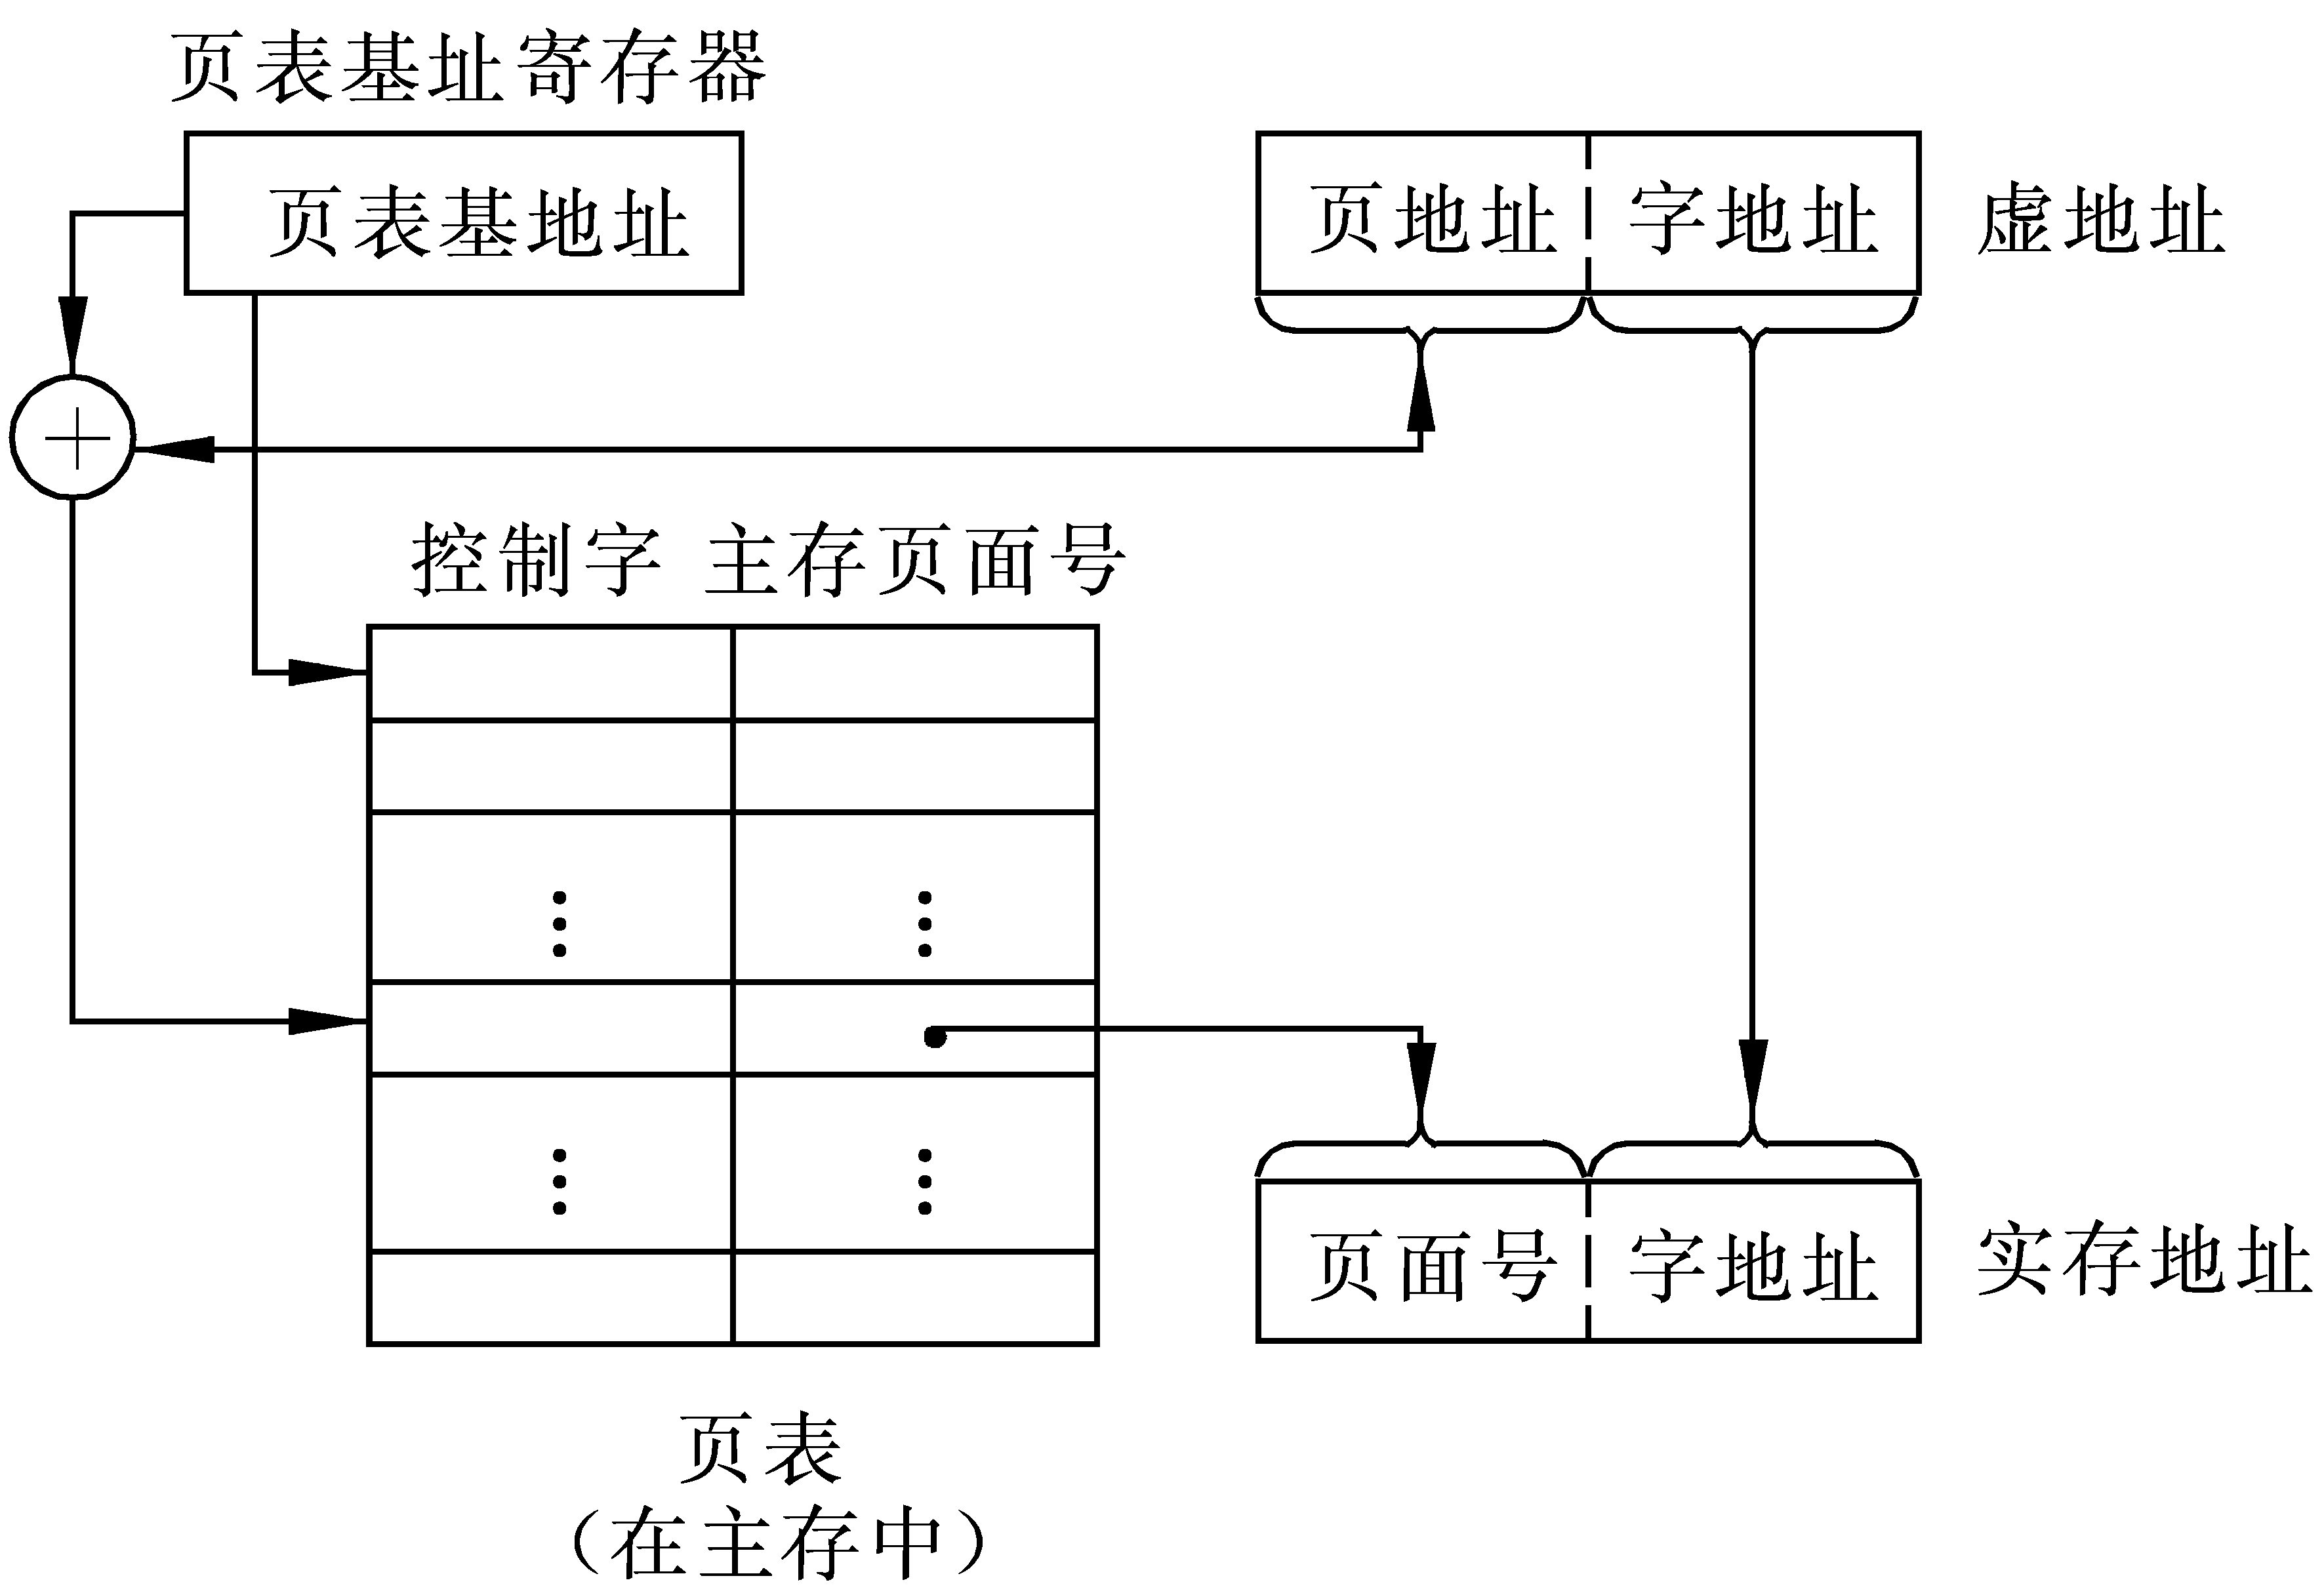 页表基址寄存器
页表基地址
页地址 字地址 虚地址
控制字 主存页面号
页面号 字地址 实存地址
页表
（在主存中）